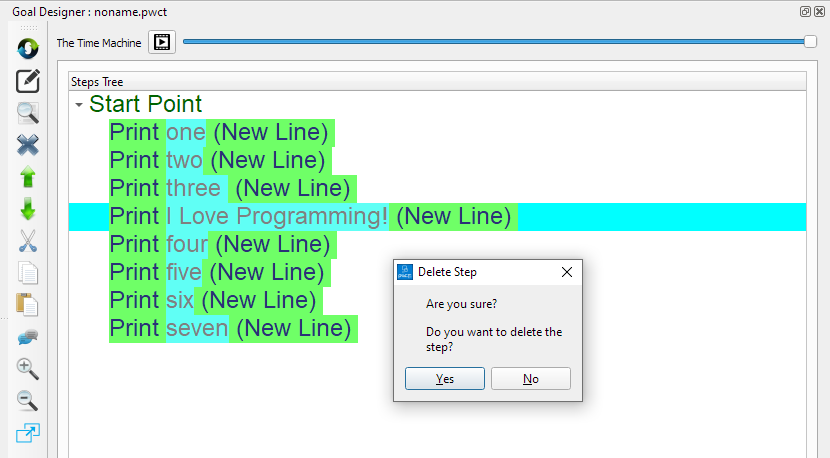 Goal Designer : noname.pwct
The Time Machine
Steps Tree
Start Point
Print one (New Line)
Print two (New Line)
Print three (New Line)
Print I Love Programming! (New Line)
Print four (New Line)
Print five (New Line)
Print six (New Line)
Print seven (New Line)
Delete Step
Are you sure?
Do you want to delete the
step?
Yes No